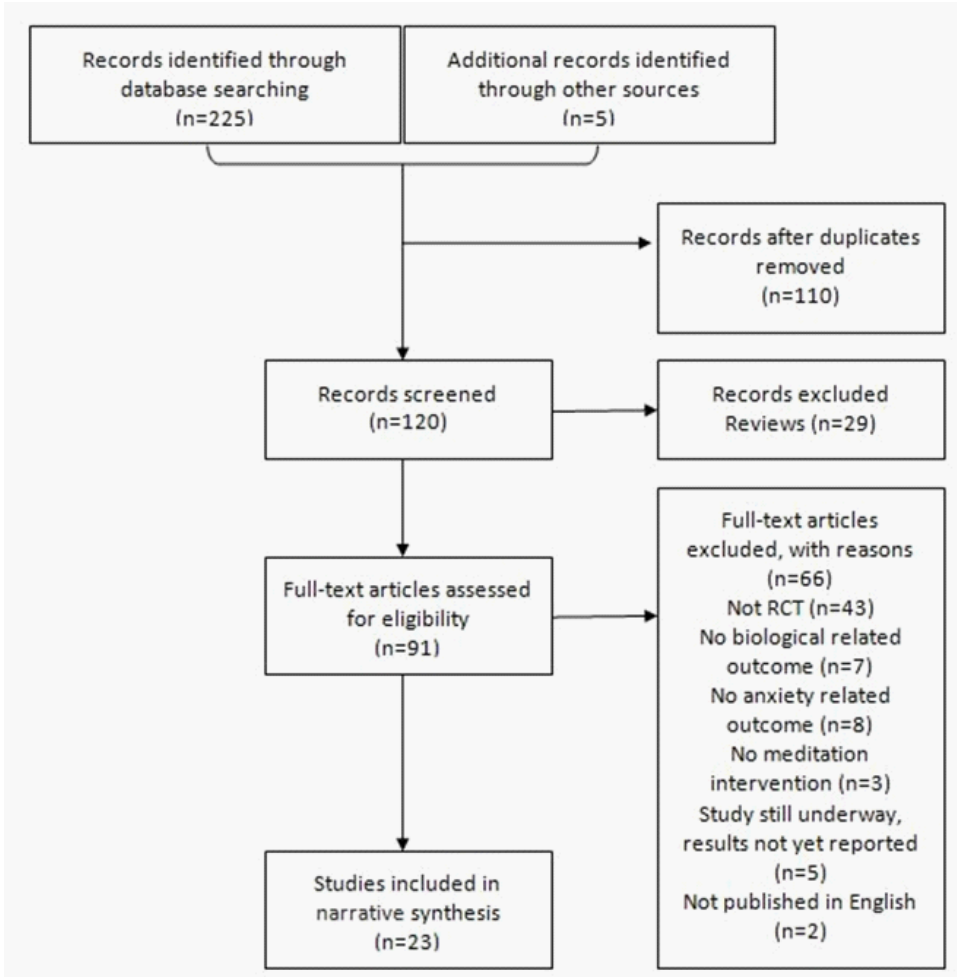 Records identified through
database searching
(n=225)
Additional records identified
through other sources
(n=5)
Records after duplicates
removed
(n=110)
Records screened
(n=120)
Records excluded
Reviews (n=29)
Full-text articles assessed
for eligibility
(n=91)
Full-text articles
excluded, with reasons
(n=66)
Not RCT (n=43)
No biological related
outcome (n=7)
No anxiety related
outcome (n=8)
No meditation
intervention (n=3)
Study still underway,
results not yet reported
(n=5)
Not published in English
(n=2)
Studies included in
narrative synthesis
(n=23)